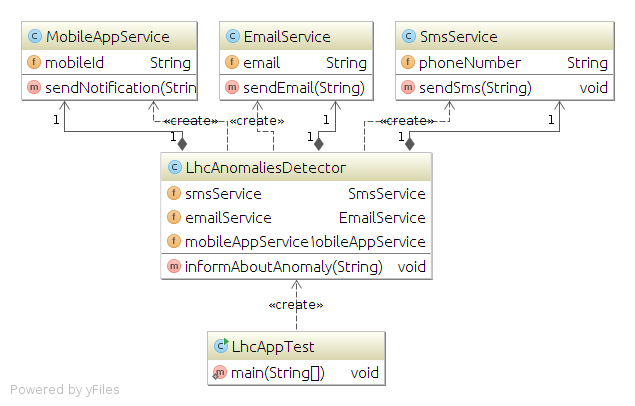 C MobileAppService
f mobileId String
m sendNotification(Strin
C EmailService
f email String
m sendEmail(String)
C SmsService
f phoneNumber String
m sendSms(String) void
1 «create» 1
1 «create» 1
1 «create» 1
C LhcAnomaliesDetector
f smsService SmsService
f emailService EmailService
f mobileAppService MobileAppService
m informAboutAnomaly(String) void
«create»
C LhcAppTest
m main(String[]) void
Powered by yFiles